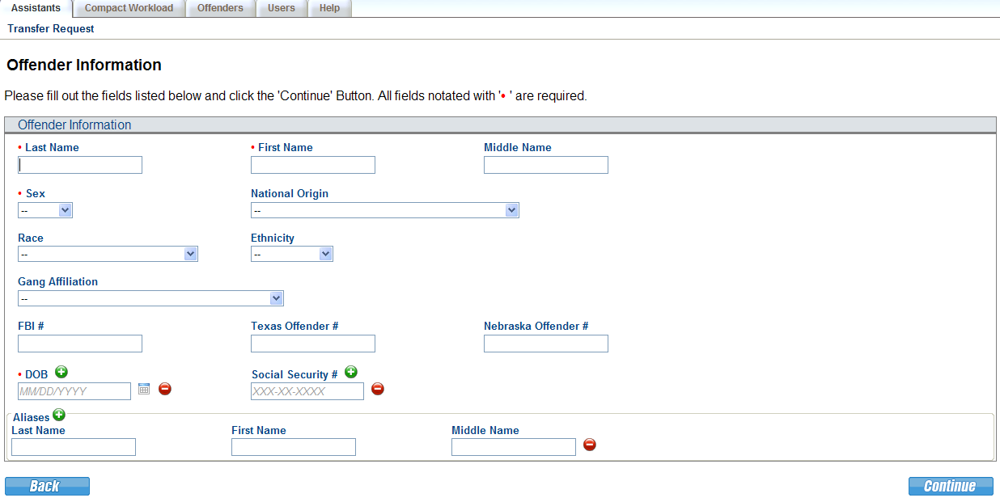 Assistants Compact Workload Offenders Users Help
Transfer Request
Offender Information
Please fill out the fields listed below and click the 'Continue' Button. All fields notated with '• ' are required.
Offender Information
• Last Name • First Name Middle Name
• Sex National Origin
-- --
Race Ethnicity
-- --
Gang Affiliation
--
FBI # Texas Offender # Nebraska Offender #
• DOB Social Security #
MM/DD/YYYY XXX-XX-XXXX
Aliases
Last Name First Name Middle Name
Back Continue